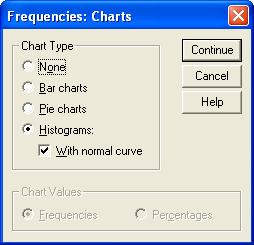 Frequencies: Charts
Chart Type
None
Bar charts
Pie charts
Histograms:
With normal curve
Continue
Cancel
Help
Chart Values
Frequencies
Percentages